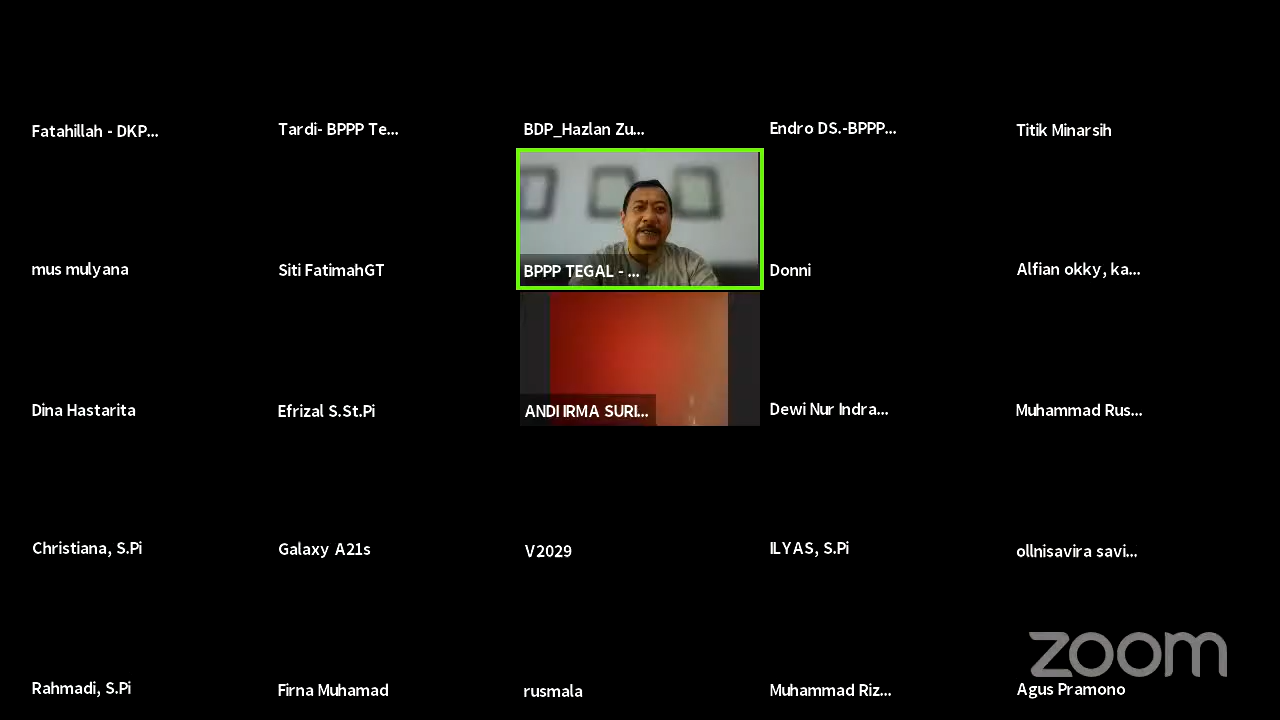 Fatahillah - DKP...
Tardi- BPPP Te...
BDP_Hazlan Zu...
Endro DS.-BPPP...
Titik Minarsih
mus mulyana
Siti FatimahGT
BPPP TEGAL - ...
Donni
Alfian okky, ka...
Dina Hastarita
Efrizal S.St.Pi
ANDI IRMA SURI...
Dewi Nur Indra...
Muhammad Rus...
Christiana, S.Pi
Galaxy A21s
V2029
ILYAS, S.Pi
ollnisavira savi...
zoom
Rahmadi, S.Pi
Firna Muhamad
rusmala
Muhammad Riz...
Agus Pramono